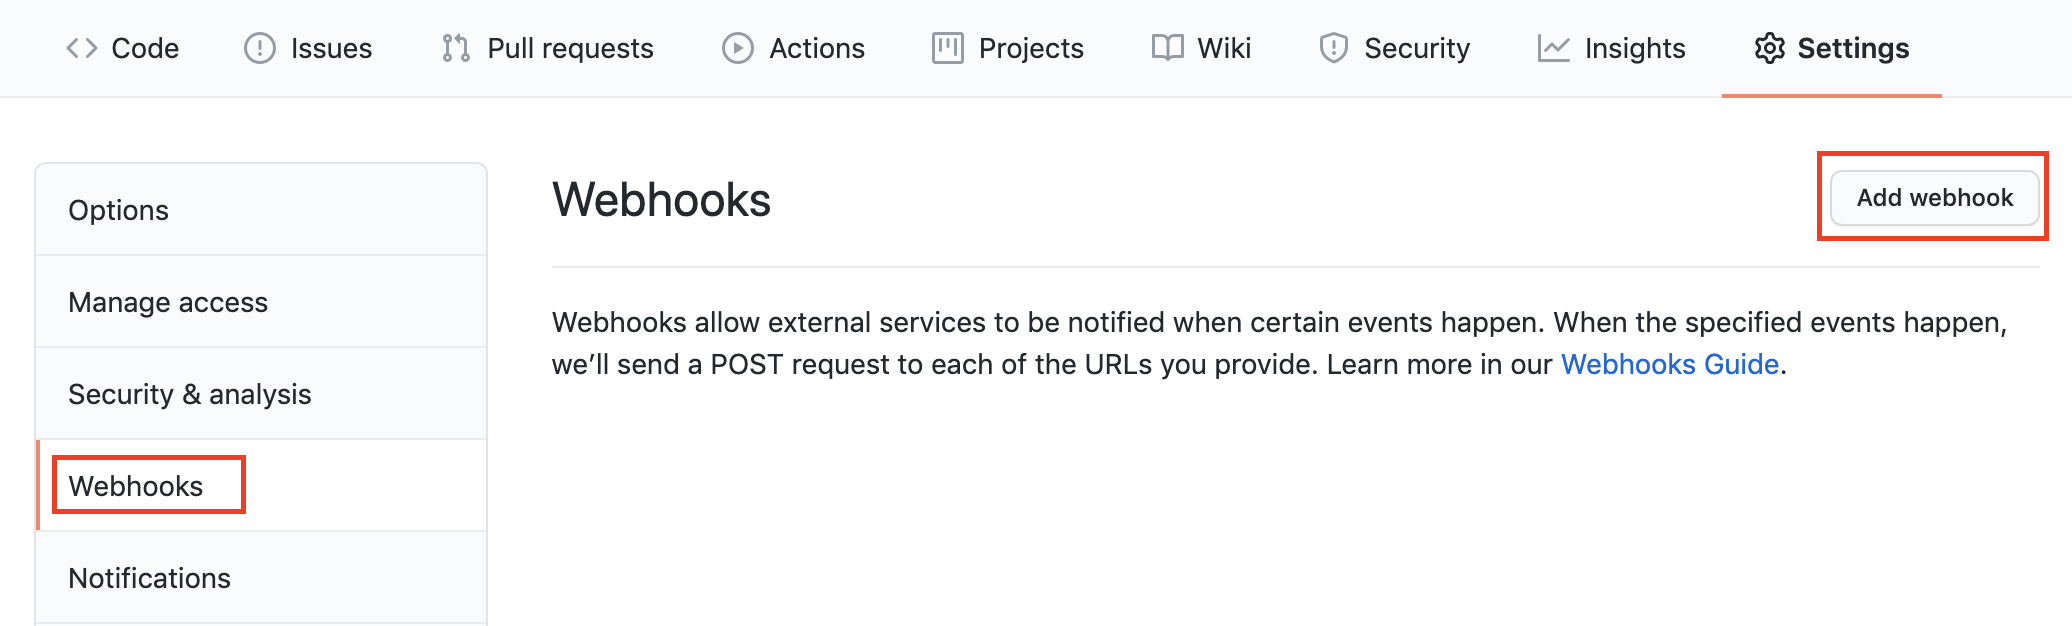 Code Issues Pull requests Actions Projects Wiki Security Insights Settings
Options
Manage access
Security & analysis
Webhooks
Notifications
Webhooks
Add webhook
Webhooks allow external services to be notified when certain events happen. When the specified events happen,
we’ll send a POST request to each of the URLs you provide. Learn more in our Webhooks Guide.